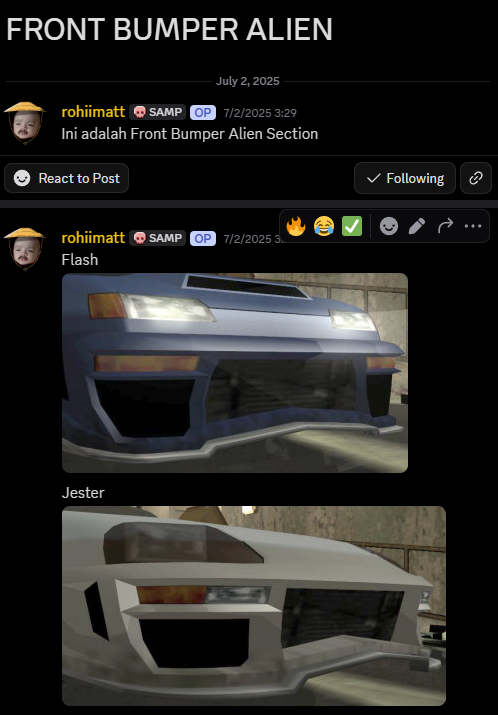 FRONT BUMPER ALIEN
July 2, 2025
rohiimatt SAMP OP 7/2/2025 3:29
Ini adalah Front Bumper Alien Section
React to Post
Following
rohiimatt SAMP OP 7/2/2025 3:
Flash
Jester